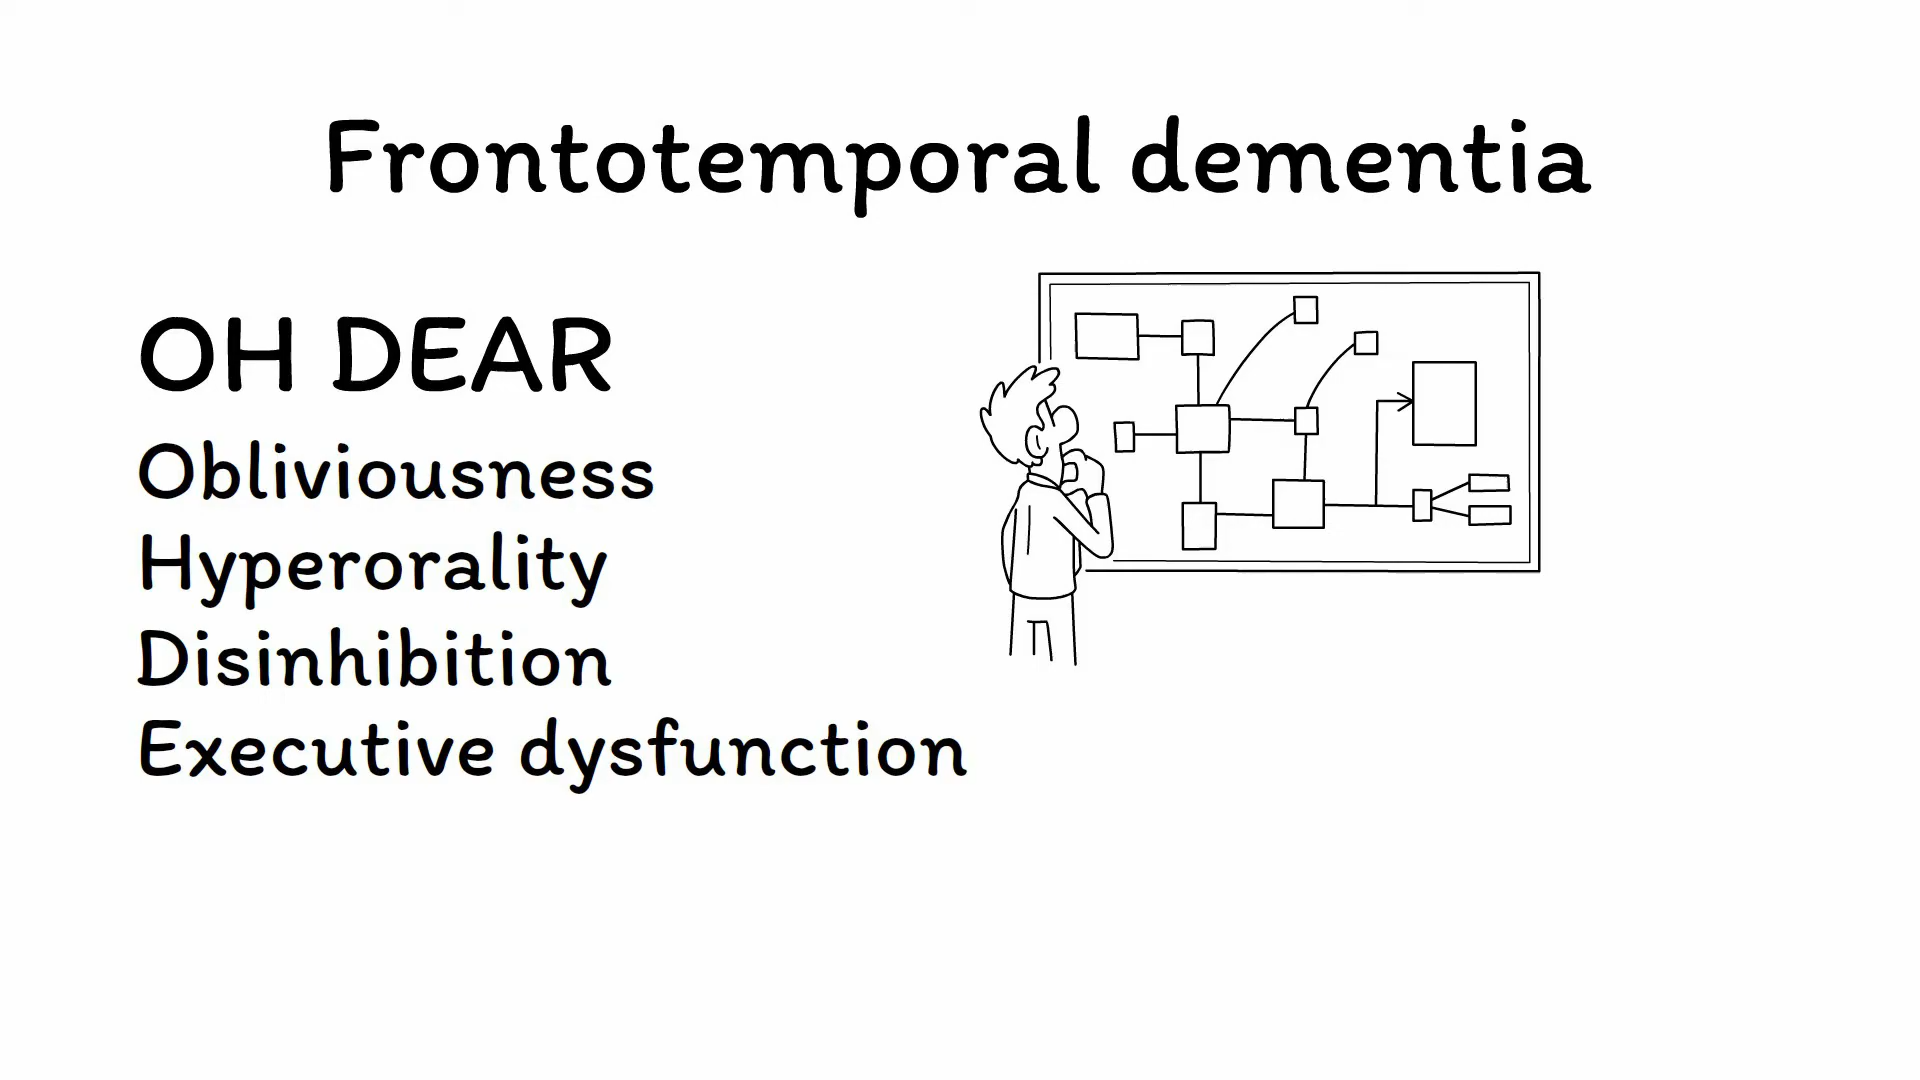 Frontotemporal dementia
OH DEAR
Obliviousness
Hyperorality
Disinhibition
Executive dysfunction